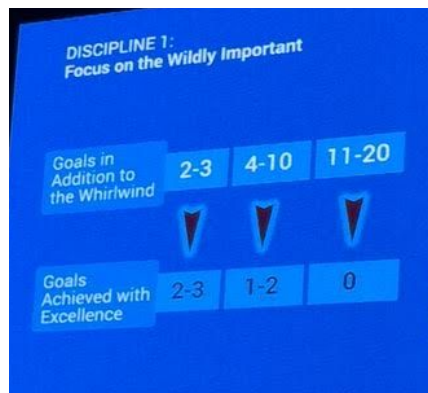 DISCIPLINE 1:
Focus on the Wildly Important
Goals in
Addition to
the Whirlwind
2-3 4-10 11-20
Goals
Achieved with
Excellence
2-3 1-2 0